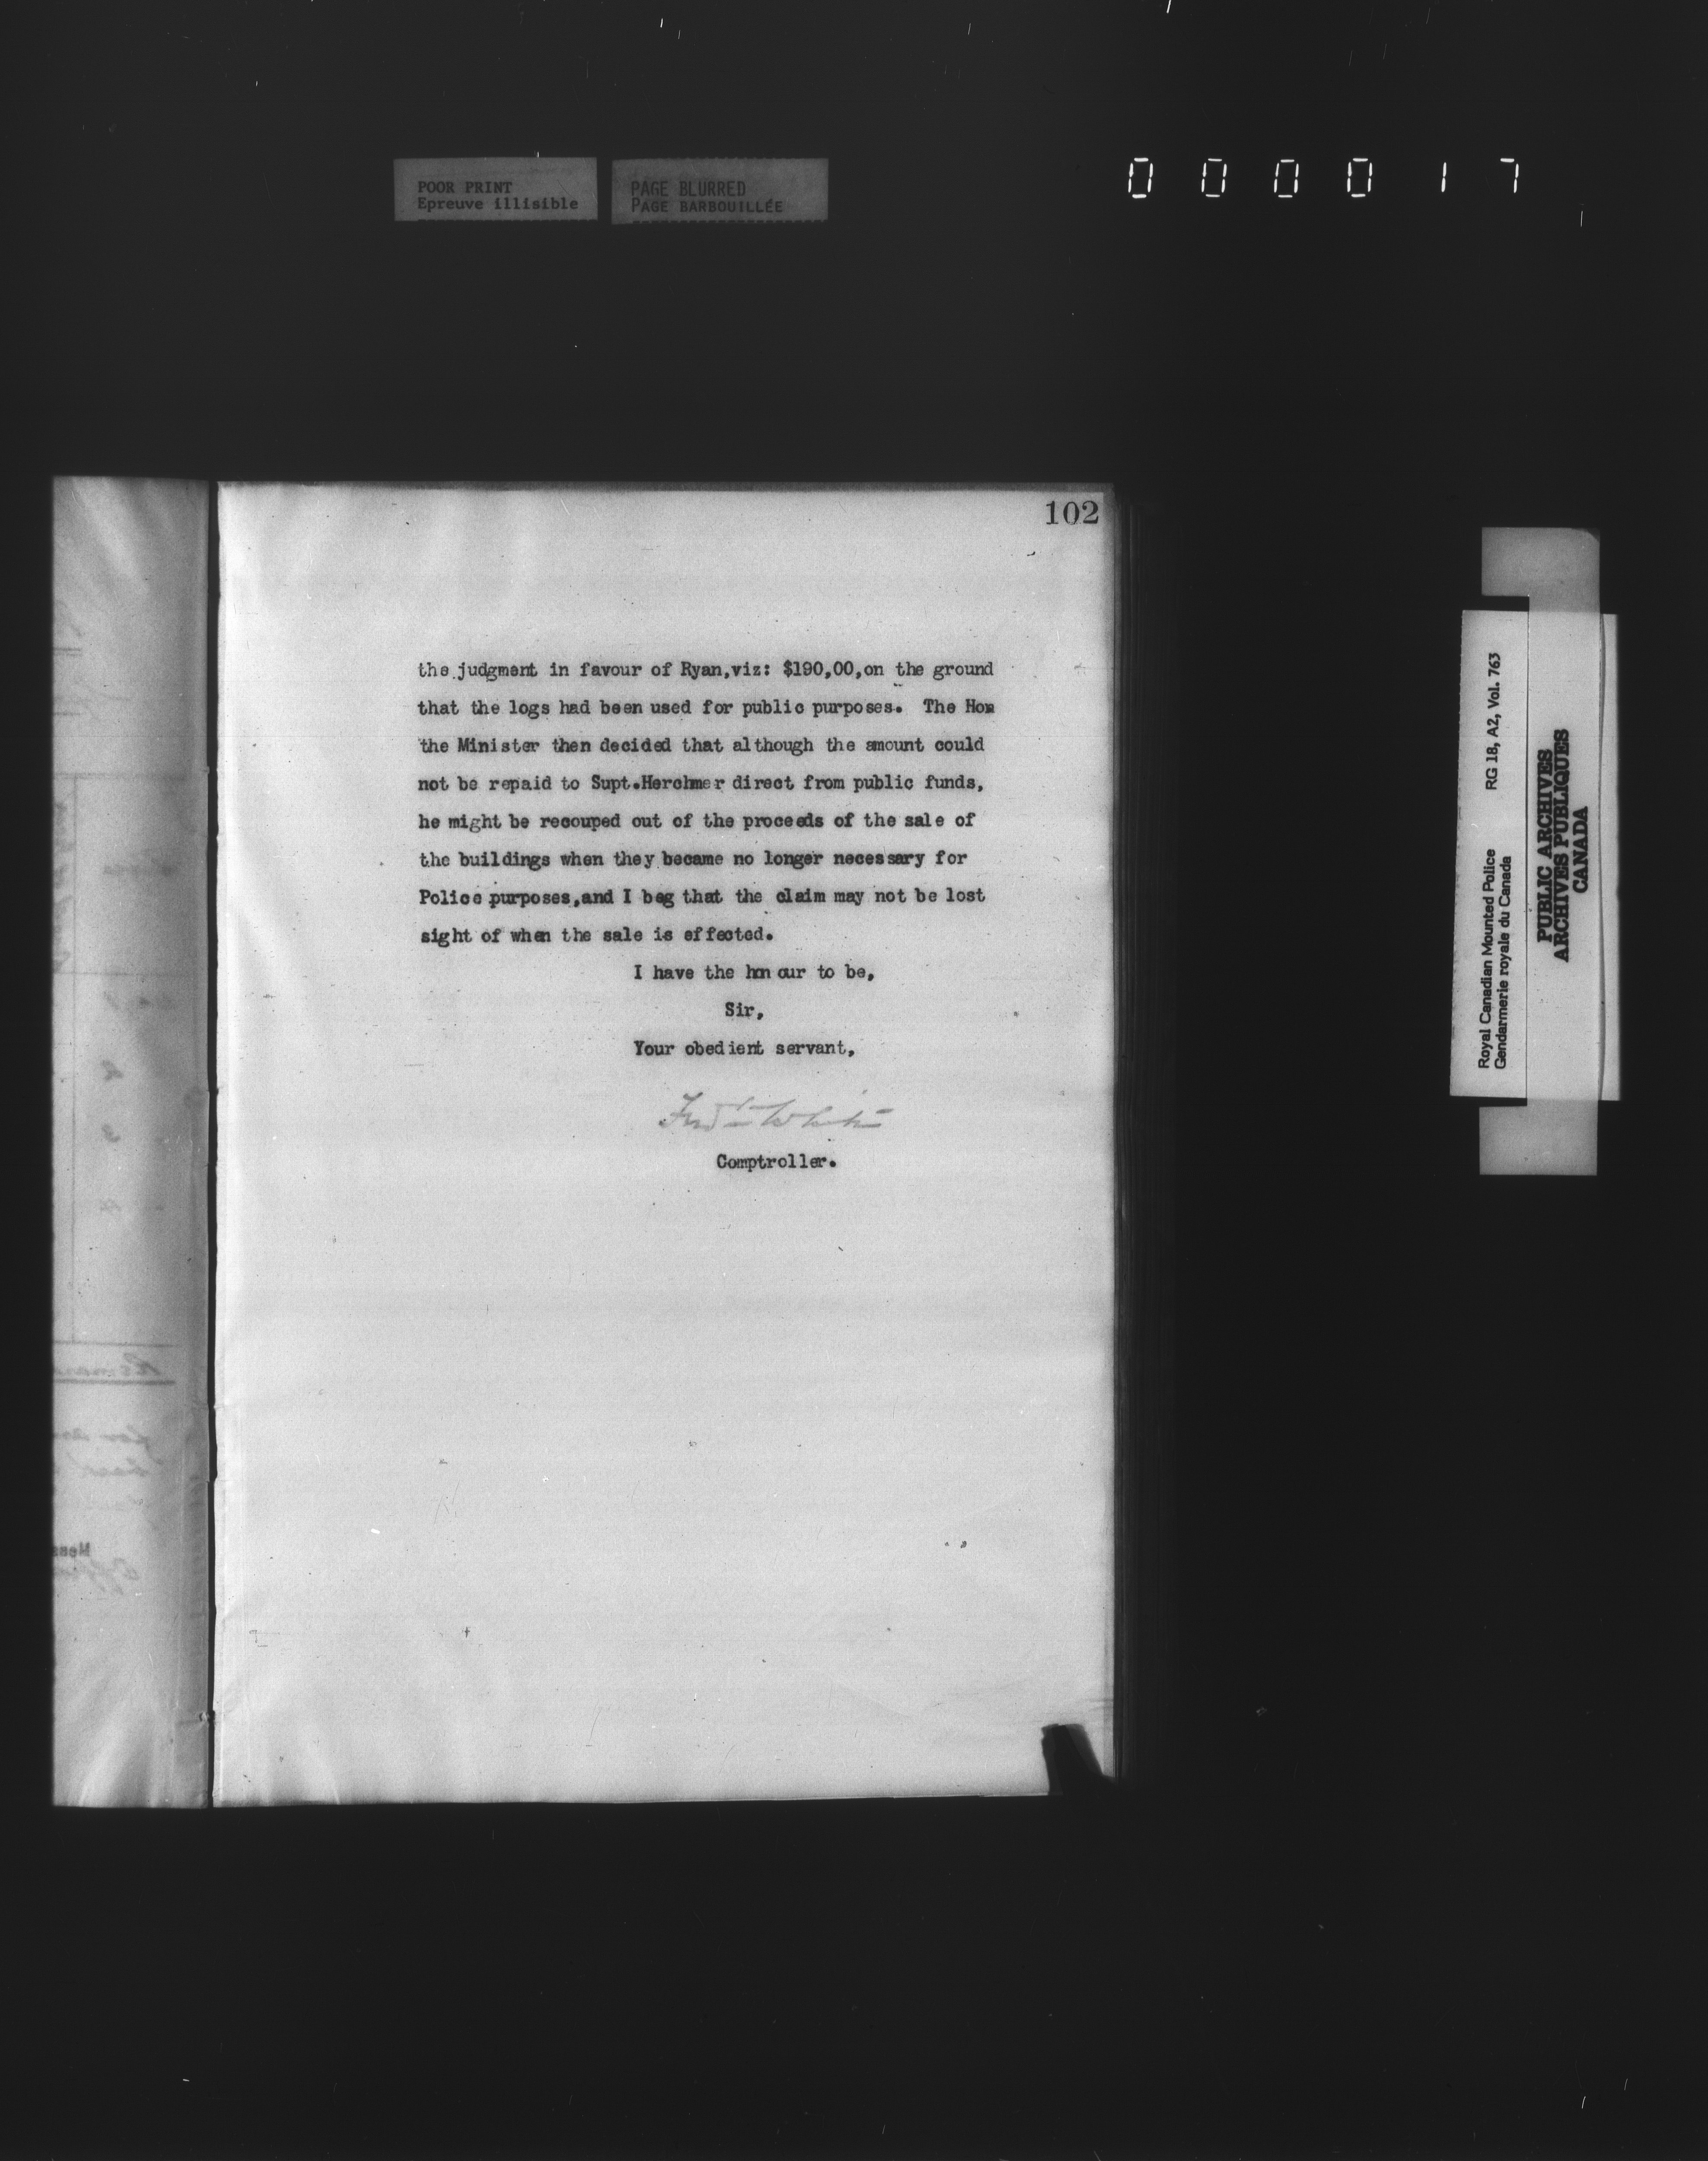 POOR PRINT
Epreuve illisible
PAGE BLURRED
PAGE BARBOUILLÉE
000017
102
the judgment in favour of Ryan,viz: $190,00,on the ground
that the logs had been used for public purposes. The Hon
the Minister then decided that although the amount could
not be repaid to Supt.Herchmer direct from public funds,
he might be recouped out of the proceeds of the sale of
the buildings when they became no longer necessary for
Police purposes,and I beg that the claim may not be lost
sight of when the sale is effected.
I have the honour to be,
Sir,
Your obedient servant,
Fred White
Comptroller.
Royal Canadian Mounted Police RG 18, A2, Vol. 763
Gendarmerie royale du Canada
PUBLIC ARCHIVES
ARCHIVES PUBLIQUES
CANADA